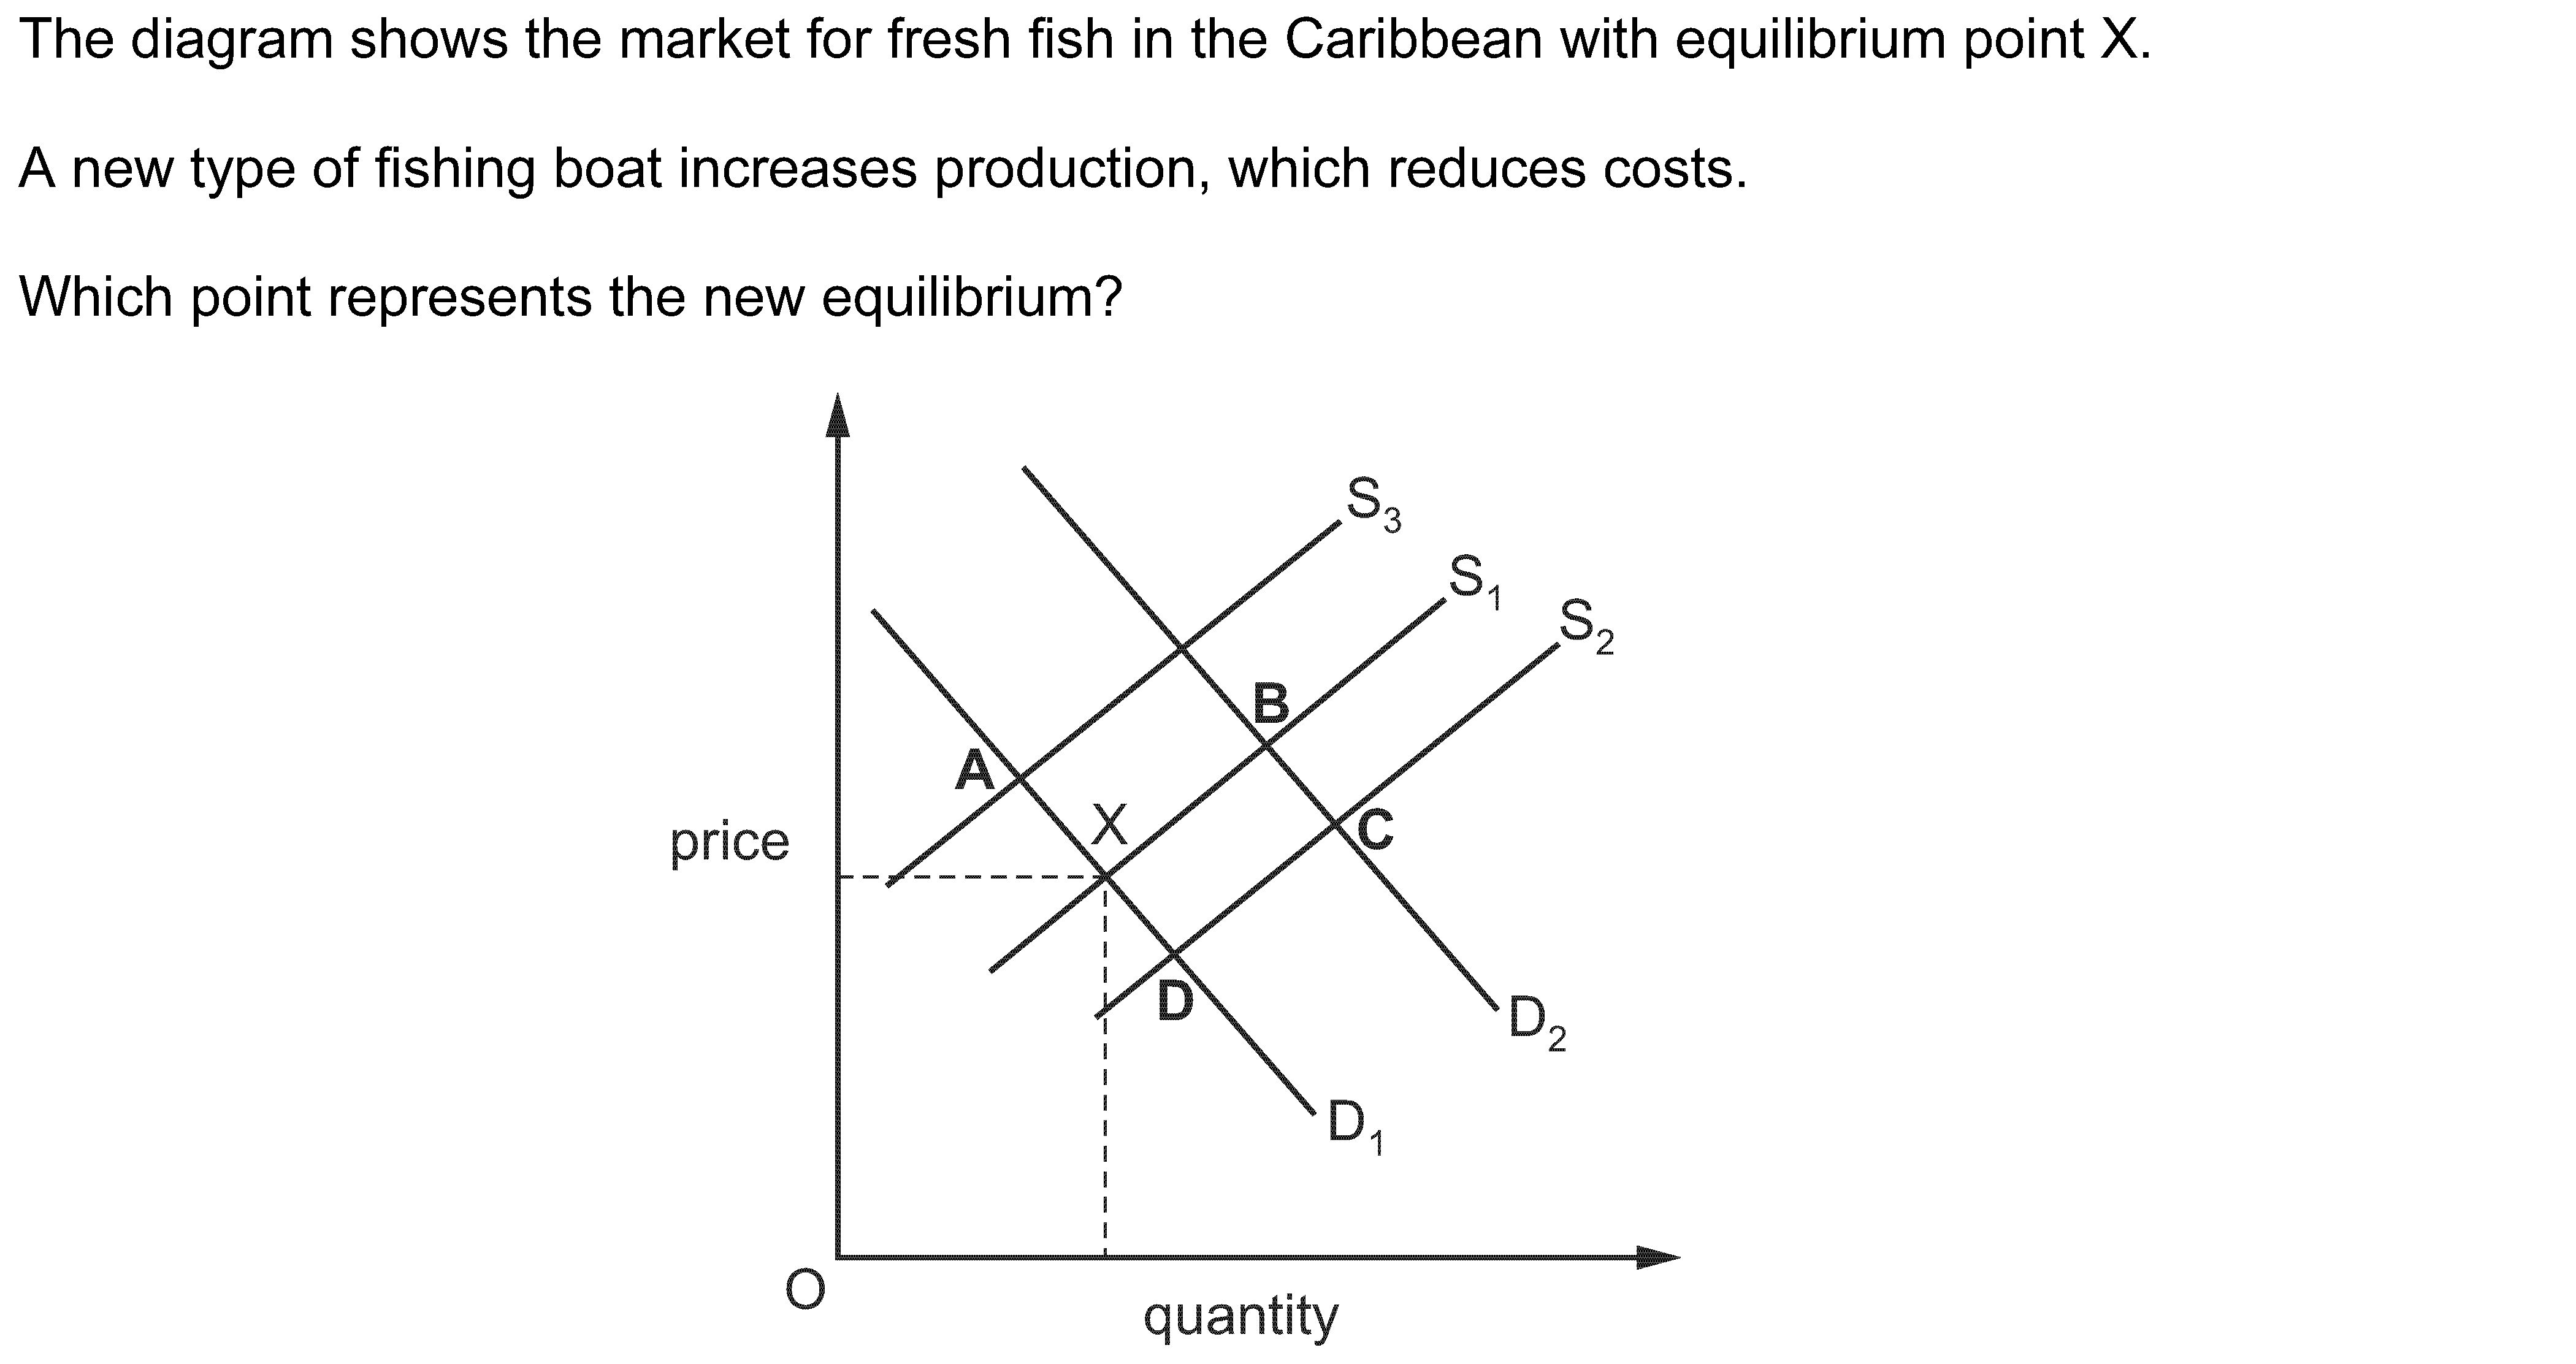 The diagram shows the market for fresh fish in the Caribbean with equilibrium point X.
A new type of fishing boat increases production, which reduces costs.
Which point represents the new equilibrium?
S3
S1
S2
B
A
X
C
price
D
D2
D1
O
quantity